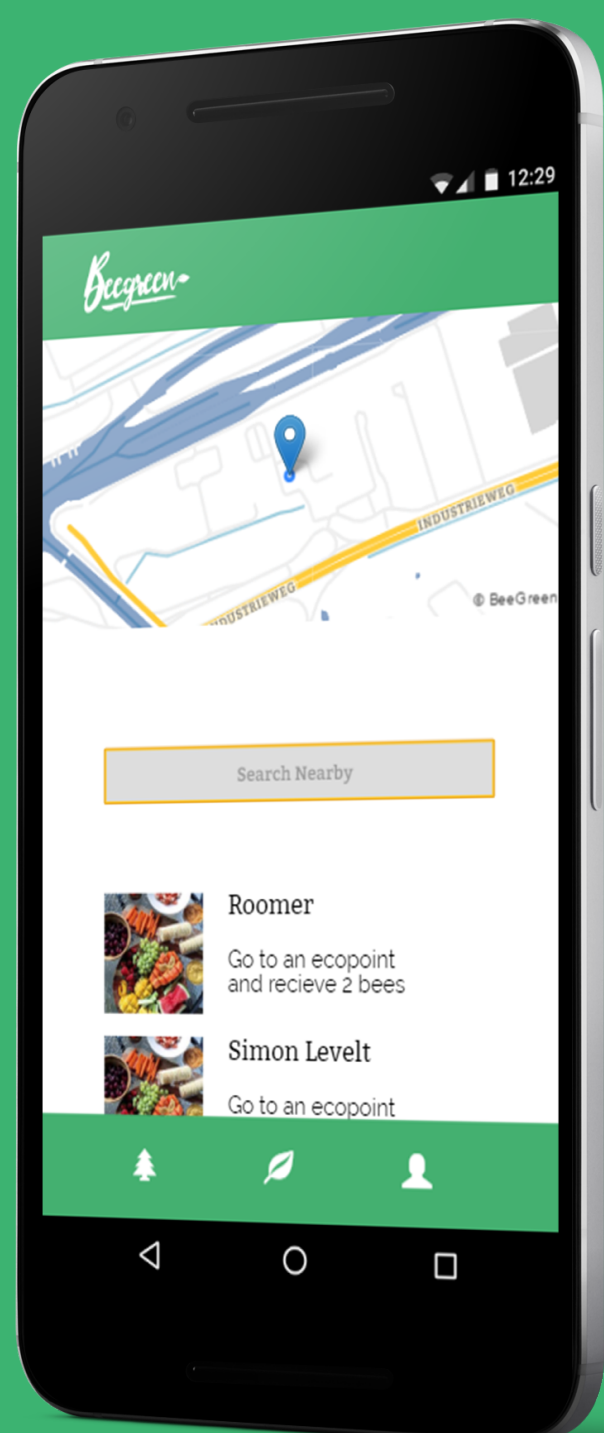 12:29
Beegreen
INDUSTRIEWEG
INDUSTRIEWEG
© BeeGreen
Search Nearby
Roomer
Go to an ecopoint
and recieve 2 bees
Simon Levelt
Go to an ecopoint